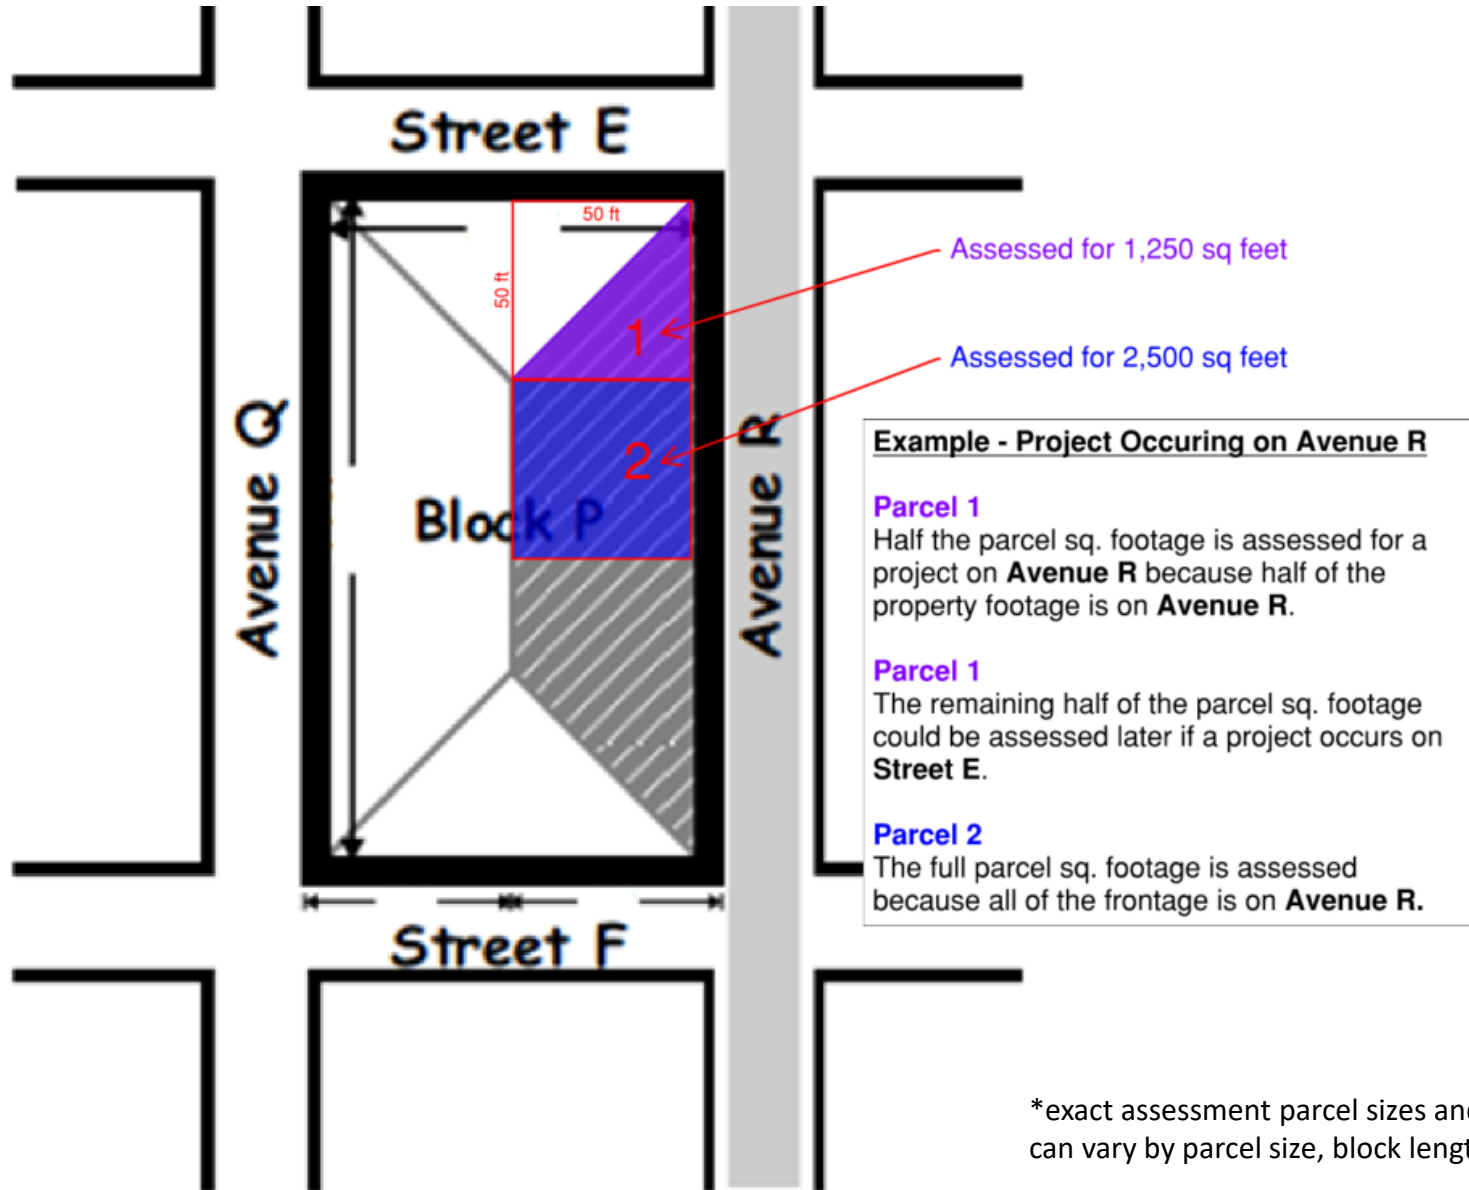 Street E
50 ft
50 ft
Assessed for 1,250 sq feet
1
Assessed for 2,500 sq feet
2
Avenue Q
Block P
Avenue R
Example - Project Occuring on Avenue R
Parcel 1
Half the parcel sq. footage is assessed for a
project on Avenue R because half of the
property footage is on Avenue R.
Parcel 1
The remaining half of the parcel sq. footage
could be assessed later if a project occurs on
Street E.
Parcel 2
The full parcel sq. footage is assessed
because all of the frontage is on Avenue R.
Street F
*exact assessment parcel sizes
can vary by parcel size, block